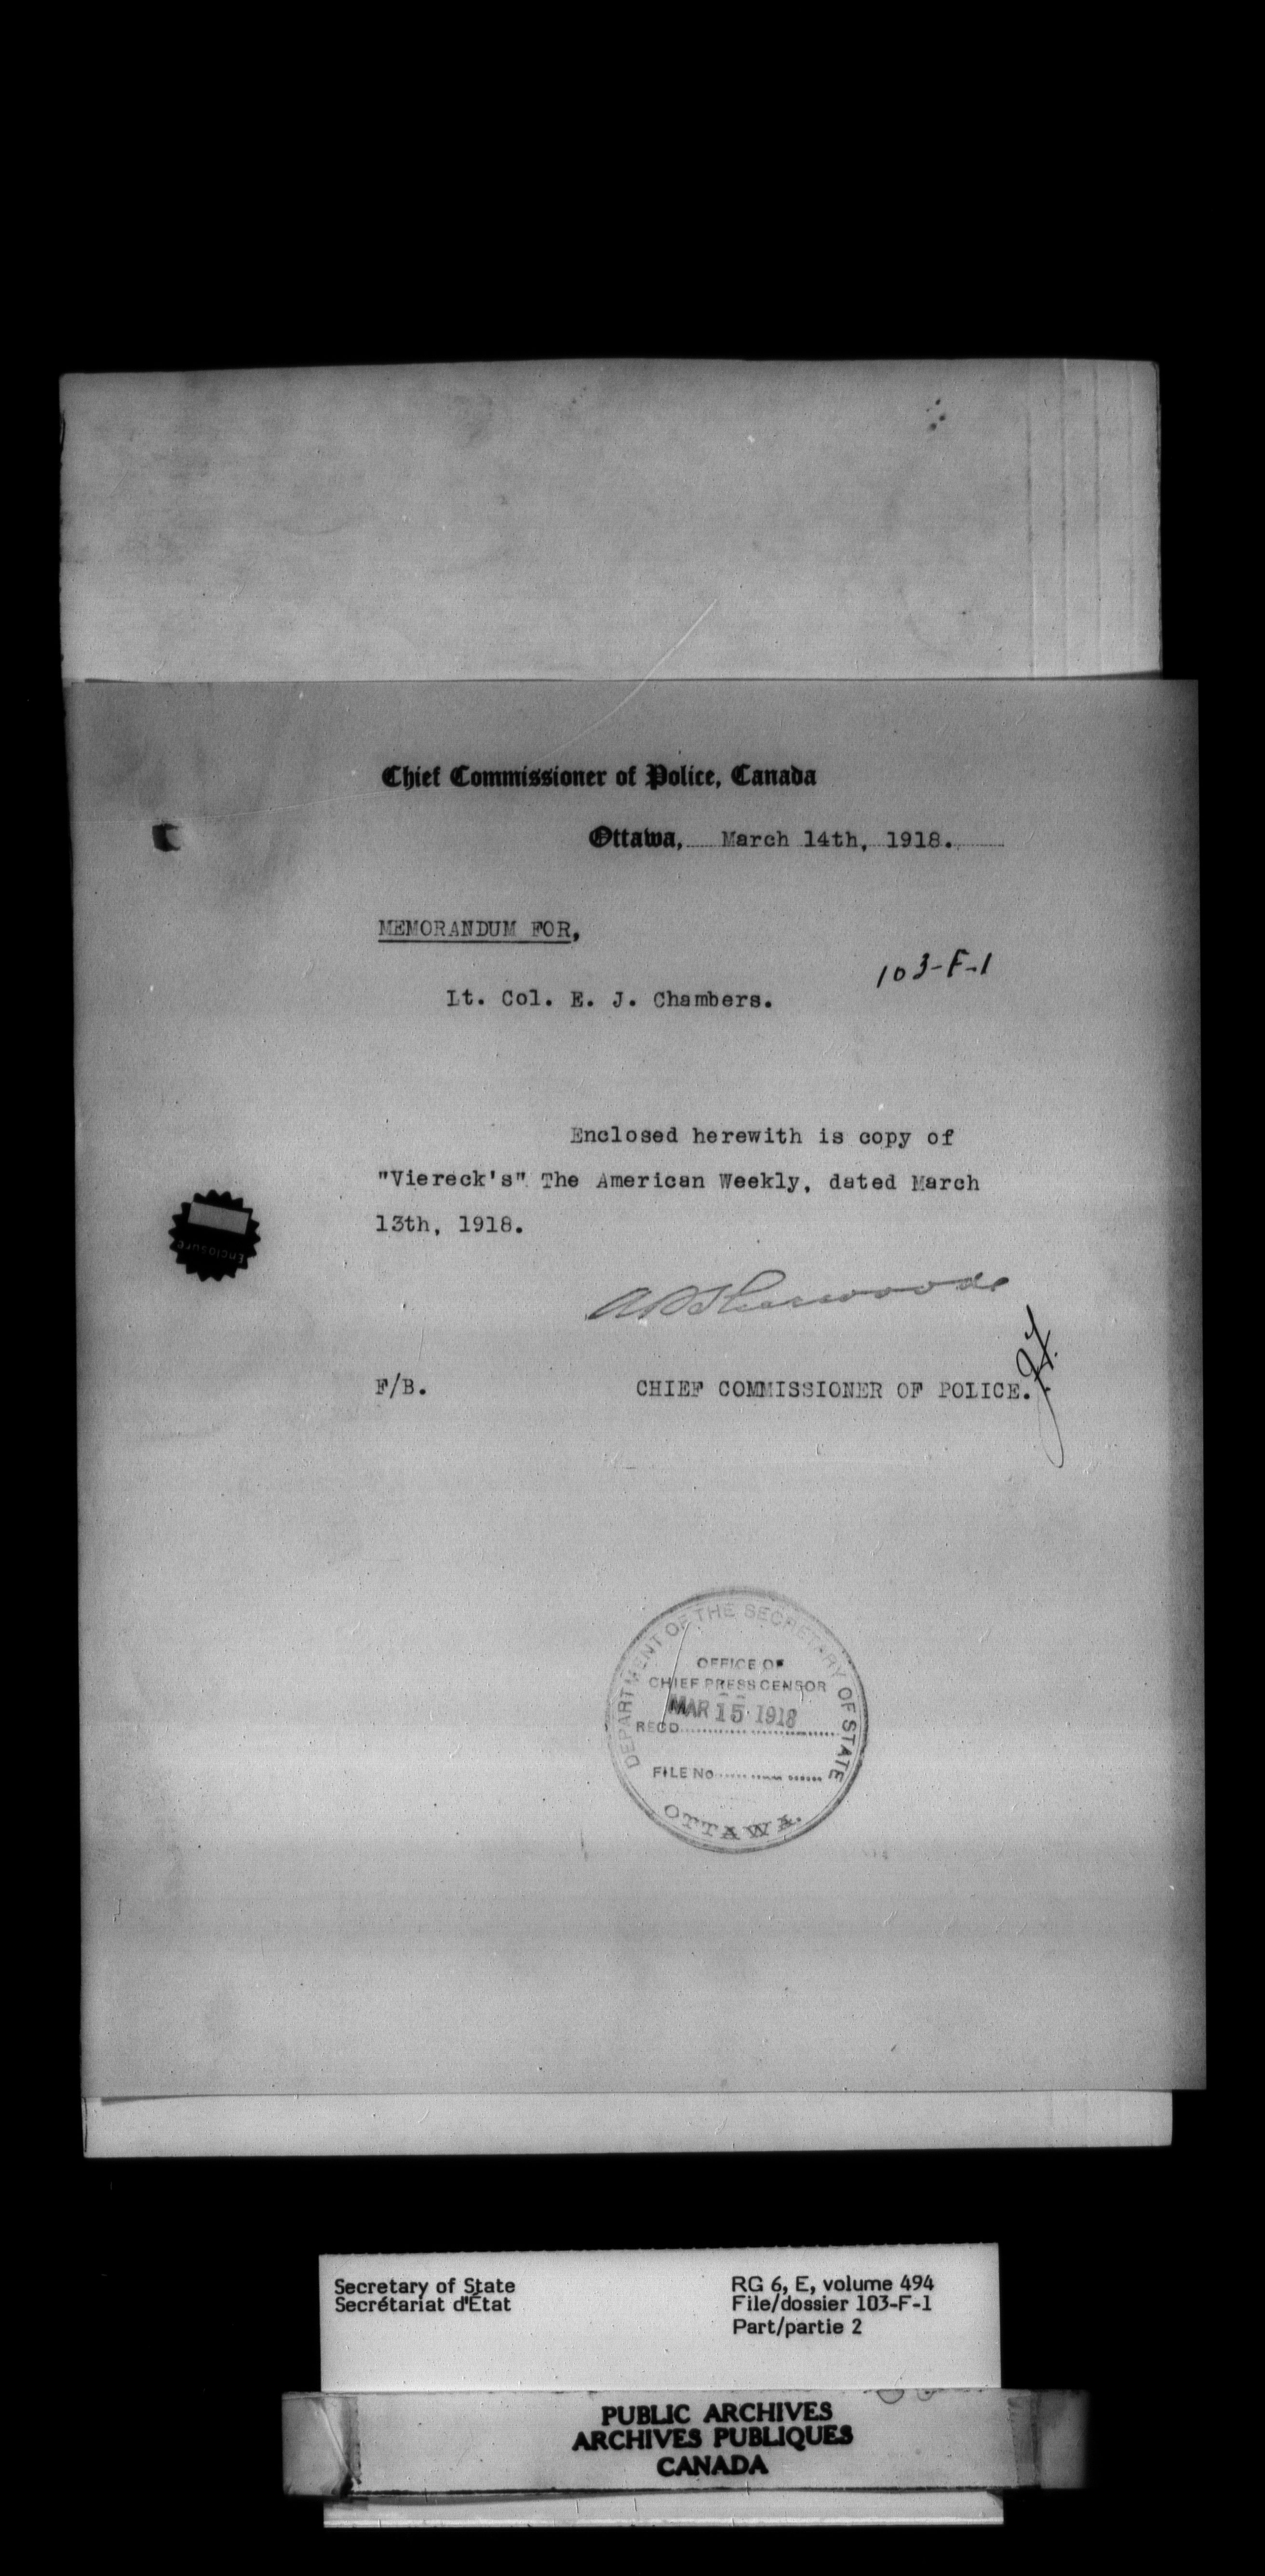 Chief Commissioner of Police, Canada
Ottawa, March 14th, 1918.
MEMORANDUM FOR,
103-F-1
Lt. Col. E. J. Chambers.
Enclosed herewith is copy of
"Viereck's" The American Weekly, dated March
13th, 1918.
Enclosure
A P Sherwood
F/B.
CHIEF COMMISSIONER OF POLICE.
DEPARTMENT OF THE SECRETARY OF STATE
OFFICE OF
CHIEF PRESS CENSOR
MAR 15 1918
RECD
FILE No
OTTAWA.
Secretary of State
Secrétariat d'État
RG 6, E, volume 494
File/dossier 103-F-1
Part/partie 2
PUBLIC ARCHIVES
ARCHIVES PUBLIQUES
CANADA